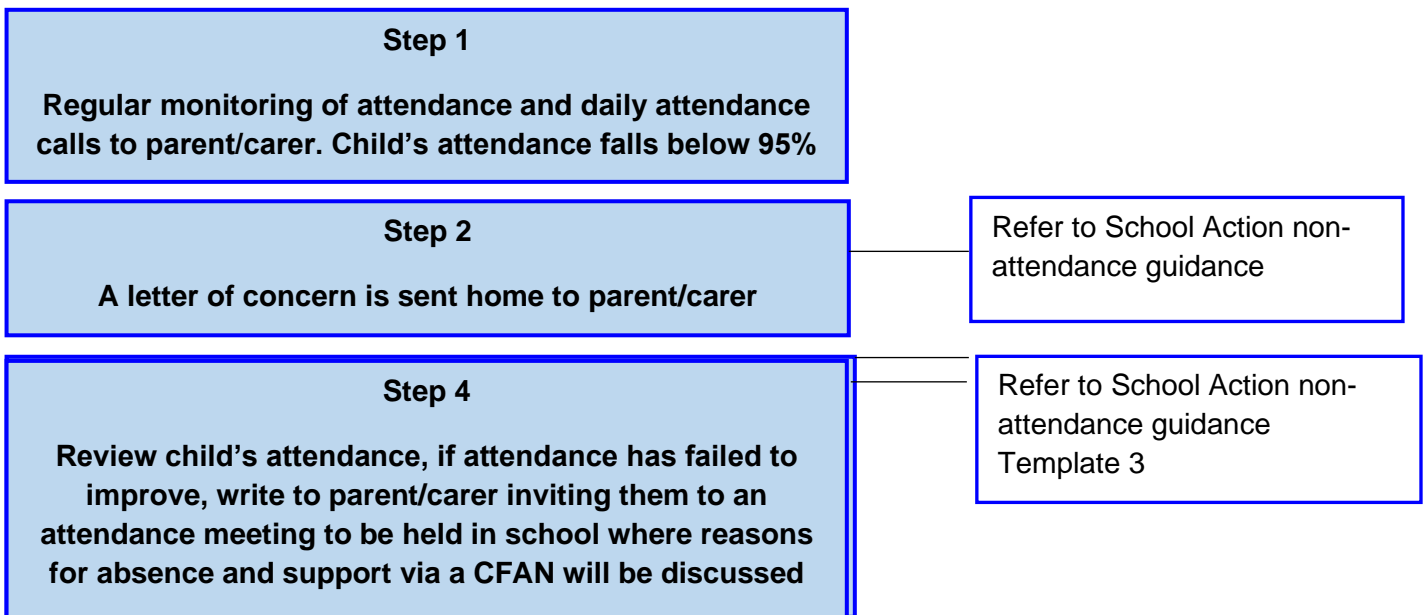 Step 1
Regular monitoring of attendance and daily attendance
calls to parent/carer. Child’s attendance falls below 95%
Step 2
A letter of concern is sent home to parent/carer
Refer to School Action non-
attendance guidance
Step 4
Review child’s attendance, if attendance has failed to
improve, write to parent/carer inviting them to an
attendance meeting to be held in school where reasons
for absence and support via a CFAN will be discussed
Refer to School Action non-
attendance guidance
Template 3